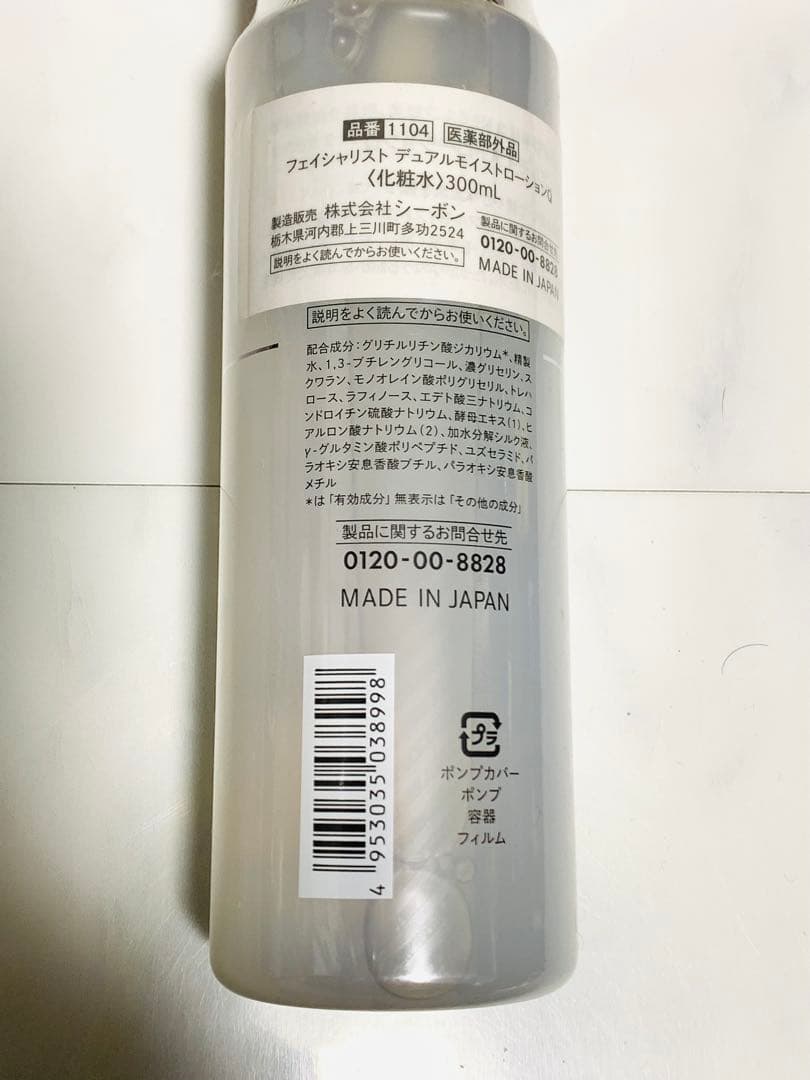 品番 1104 医薬部外品
フェイシャリスト デュアルモイストローションQ
〈化粧水〉300mL
製造販売 株式会社シーボン
栃木県河内郡上三川町多功2524
説明をよく読んでからお使いください。
製品に関するお問合せ先
0120-00-8828
MADE IN JAPAN
説明をよく読んでからお使いください。
配合成分:グリチルリチン酸ジカリウム*、精製
水、1,3-ブチレングリコール、濃グリセリン、ス
クワラン、モノオレイン酸ポリグリセリル、トレハ
ロース、ラフィノース、エデト酸三ナトリウム、コ
ンドロイチン硫酸ナトリウム、酵母エキス(1)、ヒ
アルロン酸ナトリウム(2)、加水分解シルク液、
γ-グルタミン酸ポリペプチド、ユズセラミド、パ
ラオキシ安息香酸ブチル、パラオキシ安息香酸
メチル
*は「有効成分」無表示は「その他の成分」
製品に関するお問合せ先
0120-00-8828
MADE IN JAPAN
4 953035 038998
プラ
ポンプカバー
ポンプ
容器
フィルム